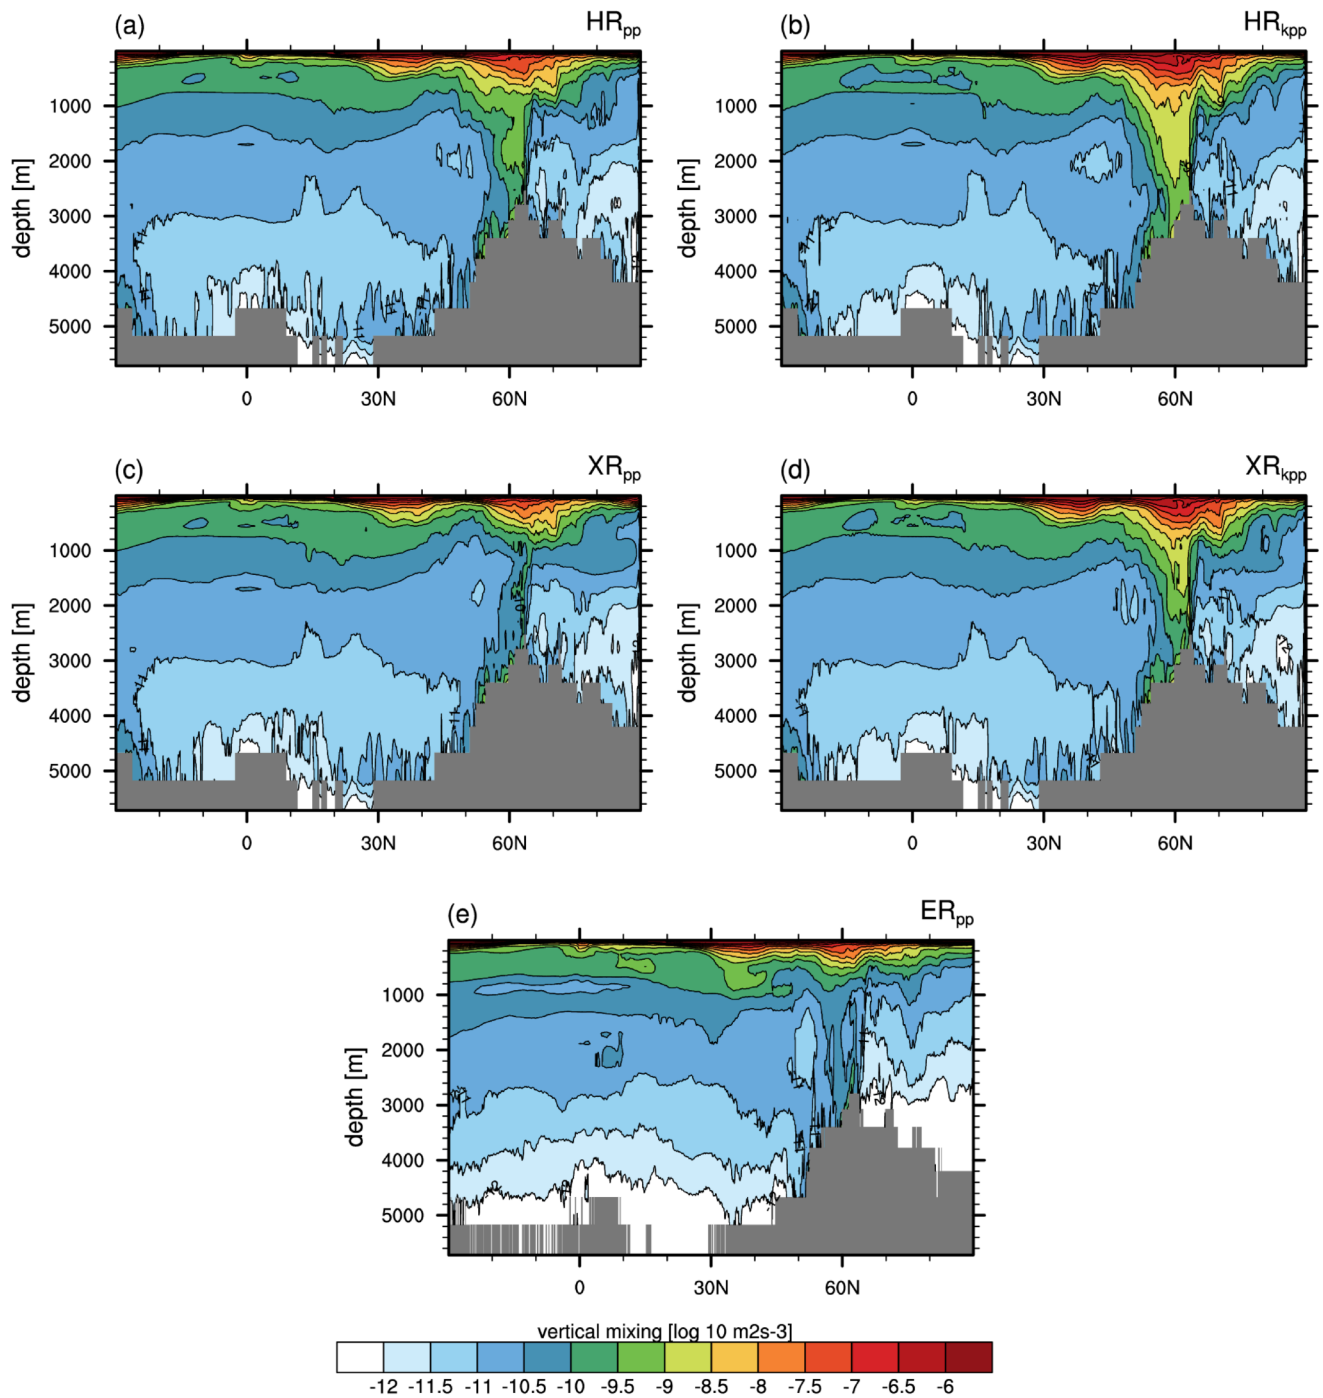 (a) HRpp
(b) HRkpp
1000
2000
3000
4000
5000
depth [m]
0 30N 60N
1000
2000
3000
4000
5000
depth [m]
0 30N 60N
(c) XRpp
(d) XRkpp
1000
2000
3000
4000
5000
depth [m]
0 30N 60N
1000
2000
3000
4000
5000
depth [m]
0 30N 60N
(e) ERpp
1000
2000
3000
4000
5000
depth [m]
0 30N 60N
vertical mixing [log 10 m2s-3]
-12 -11.5 -11 -10.5 -10 -9.5 -9 -8.5 -8 -7.5 -7 -6.5 -6